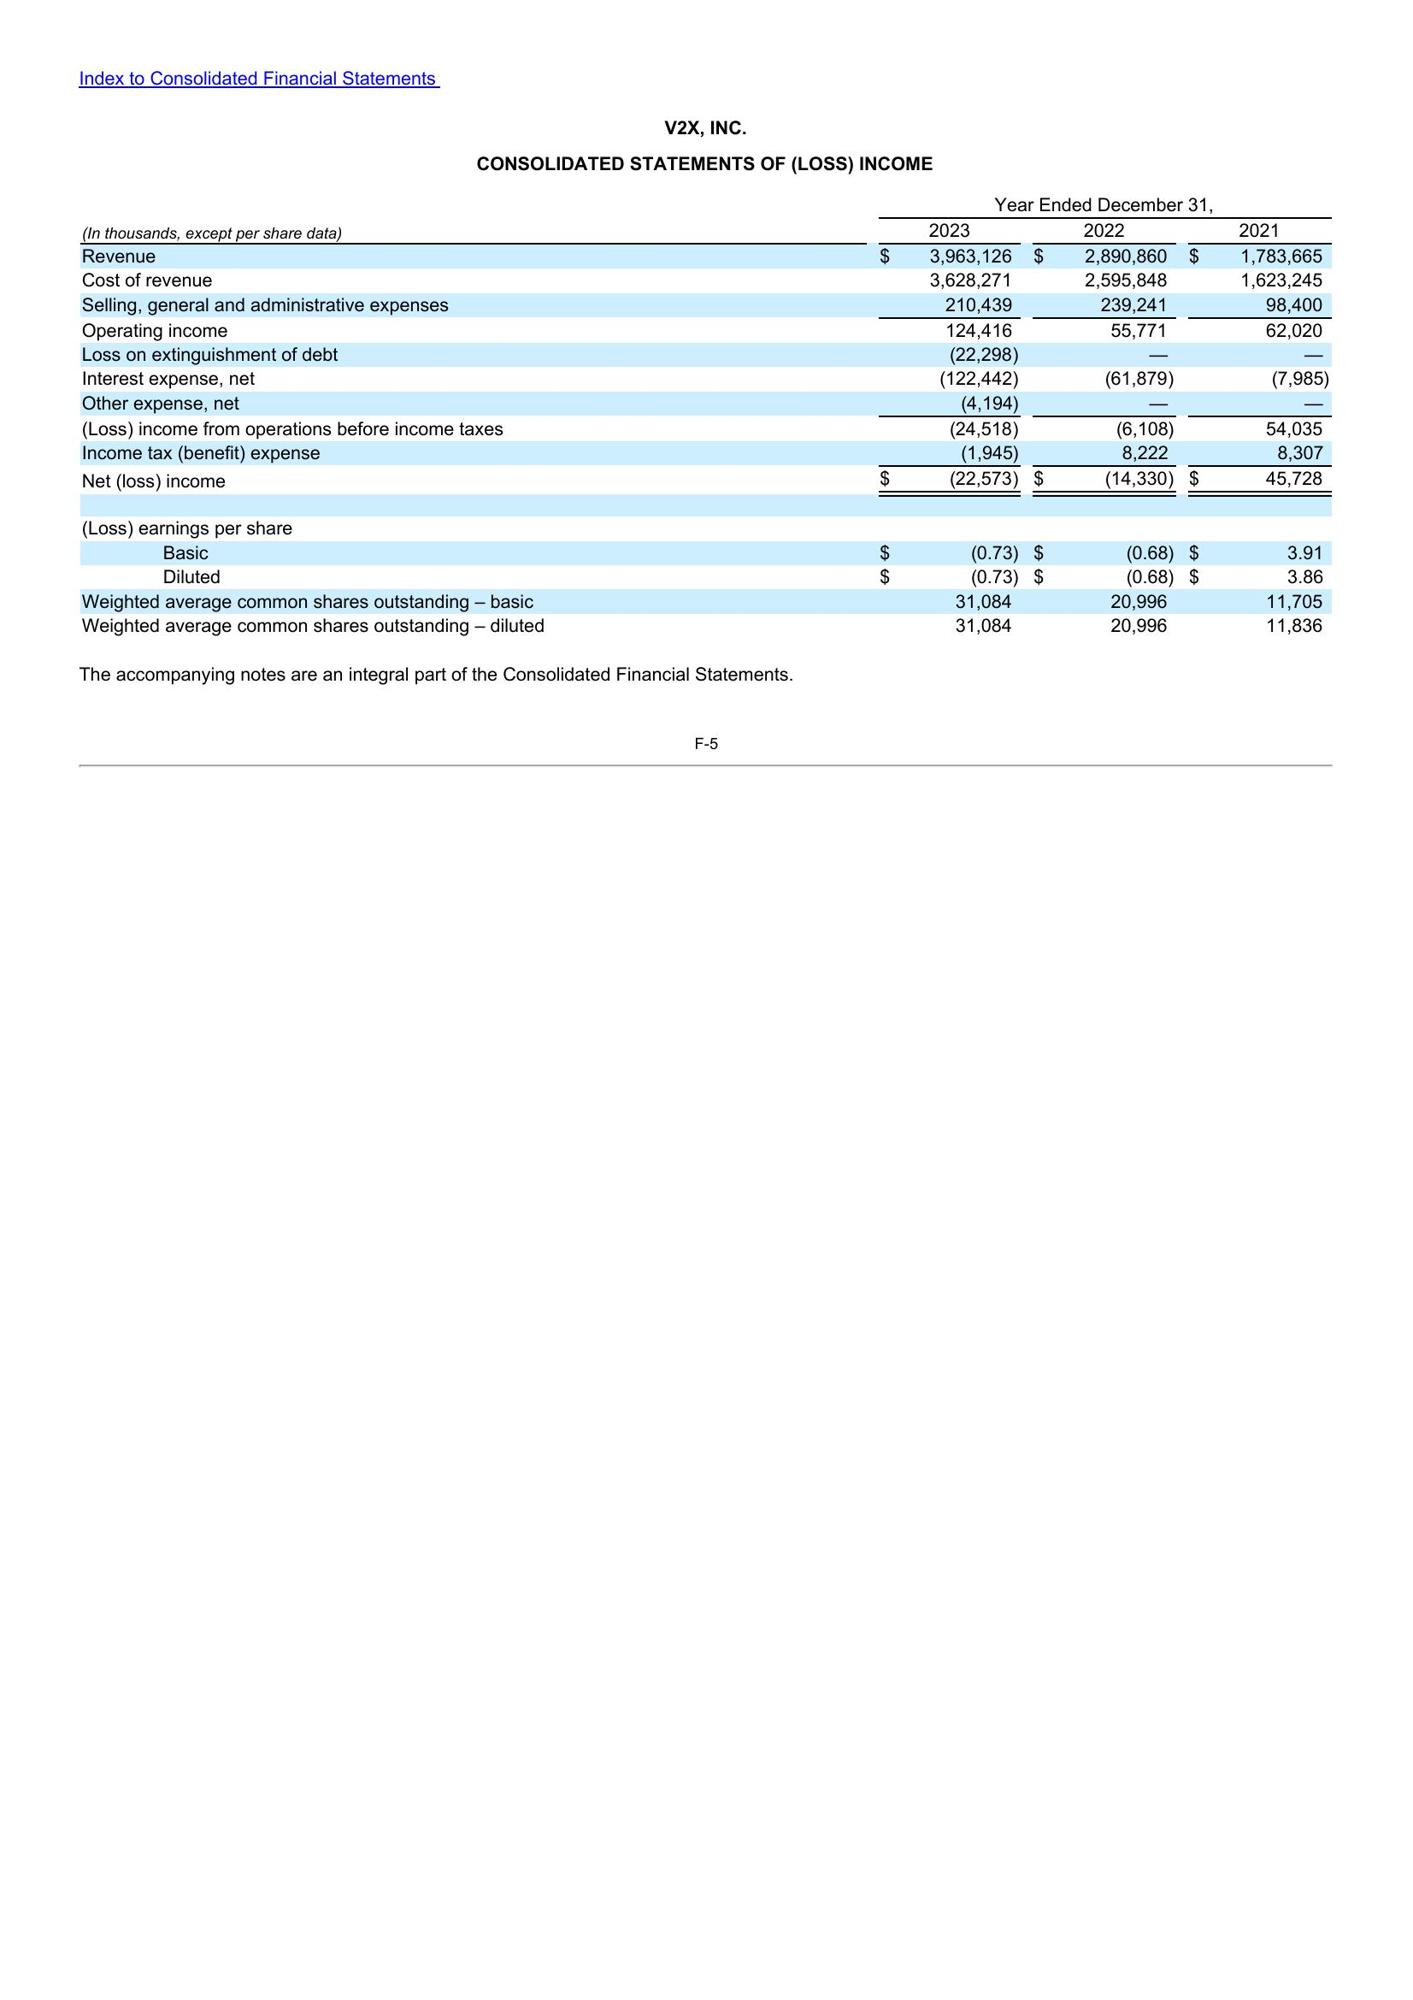 Index to Consolidated Financial Statements
V2X, INC.
CONSOLIDATED STATEMENTS OF (LOSS) INCOME
Year Ended December 31,
(In thousands, except per share data) 2023 2022 2021
Revenue $ 3,963,126 $ 2,890,860 $ 1,783,665
Cost of revenue 3,628,271 2,595,848 1,623,245
Selling, general and administrative expenses 210,439 239,241 98,400
Operating income 124,416 55,771 62,020
Loss on extinguishment of debt (22,298) — —
Interest expense, net (122,442) (61,879) (7,985)
Other expense, net (4,194) — —
(Loss) income from operations before income taxes (24,518) (6,108) 54,035
Income tax (benefit) expense (1,945) 8,222 8,307
Net (loss) income $ (22,573) $ (14,330) $ 45,728
(Loss) earnings per share
Basic $ (0.73) $ (0.68) $ 3.91
Diluted $ (0.73) $ (0.68) $ 3.86
Weighted average common shares outstanding – basic 31,084 20,996 11,705
Weighted average common shares outstanding – diluted 31,084 20,996 11,836
The accompanying notes are an integral part of the Consolidated Financial Statements.
F-5